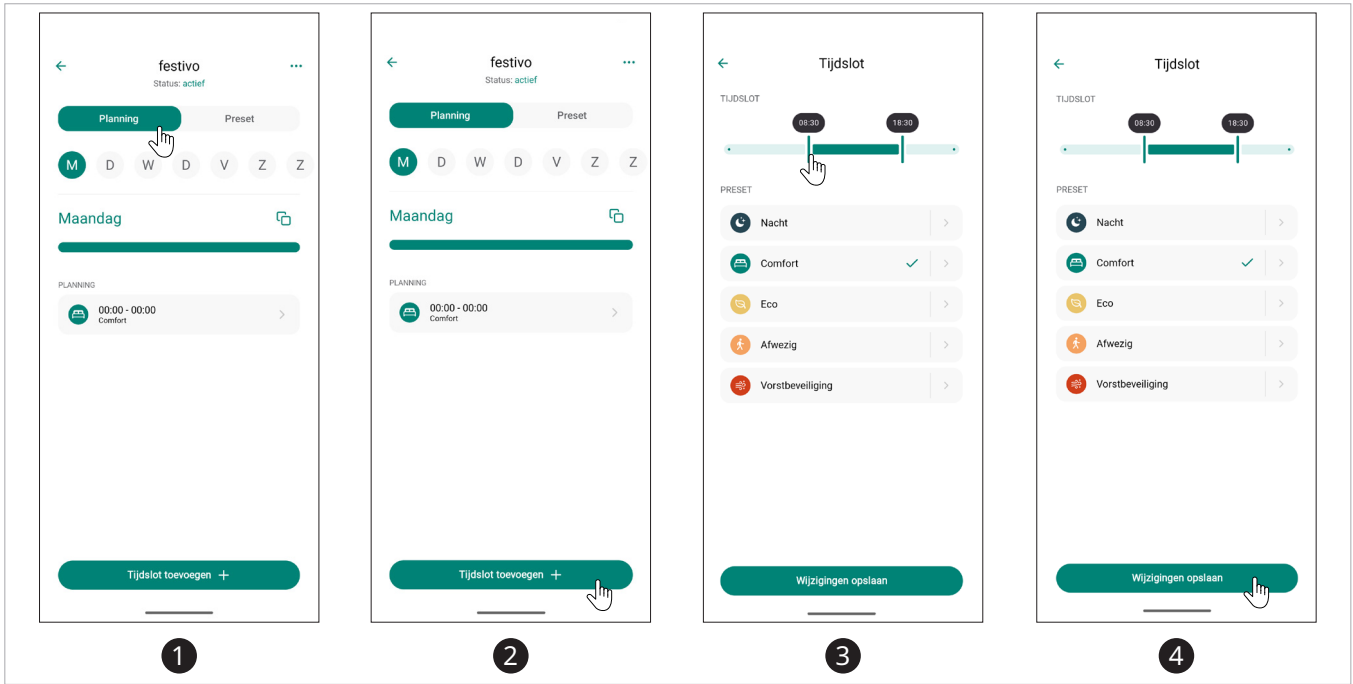 festivo
Status: actief
Planning Preset
M D W D V Z Z
Maandag
PLANNING
00:00 - 00:00
Comfort
Tijdslot toevoegen +
1
festivo
Status: actief
Planning Preset
M D W D V Z Z
Maandag
PLANNING
00:00 - 00:00
Comfort
Tijdslot toevoegen +
2
Tijdslot
TIJDSLOT
08:30 18:30
PRESET
Nacht
Comfort
Eco
Afwezig
Vorstbeveiliging
Wijzigingen opslaan
3
Tijdslot
TIJDSLOT
08:30 18:30
PRESET
Nacht
Comfort
Eco
Afwezig
Vorstbeveiliging
Wijzigingen opslaan
4